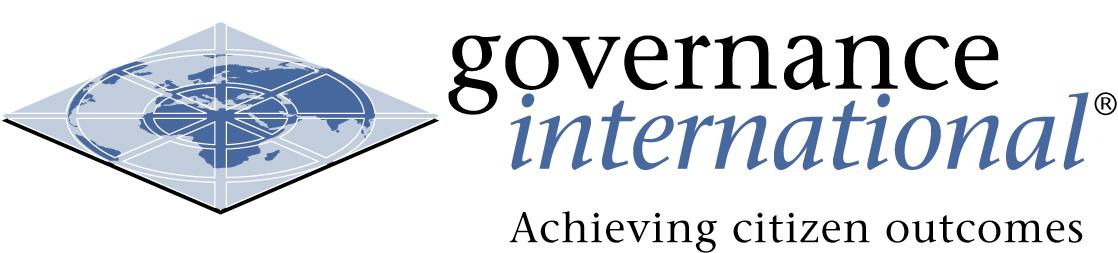 governance
international®
Achieving citizen outcomes